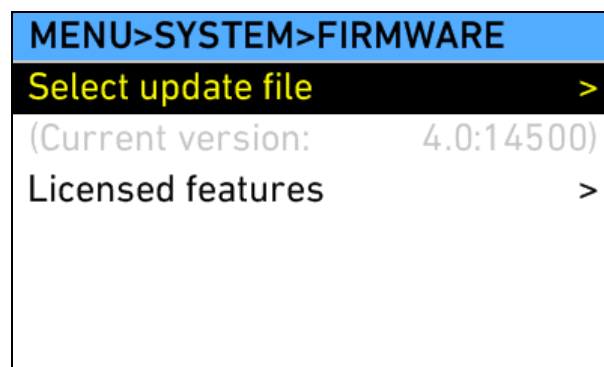 MENU>SYSTEM>FIRMWARE
Select update file >
(Current version: 4.0:14500)
Licensed features >